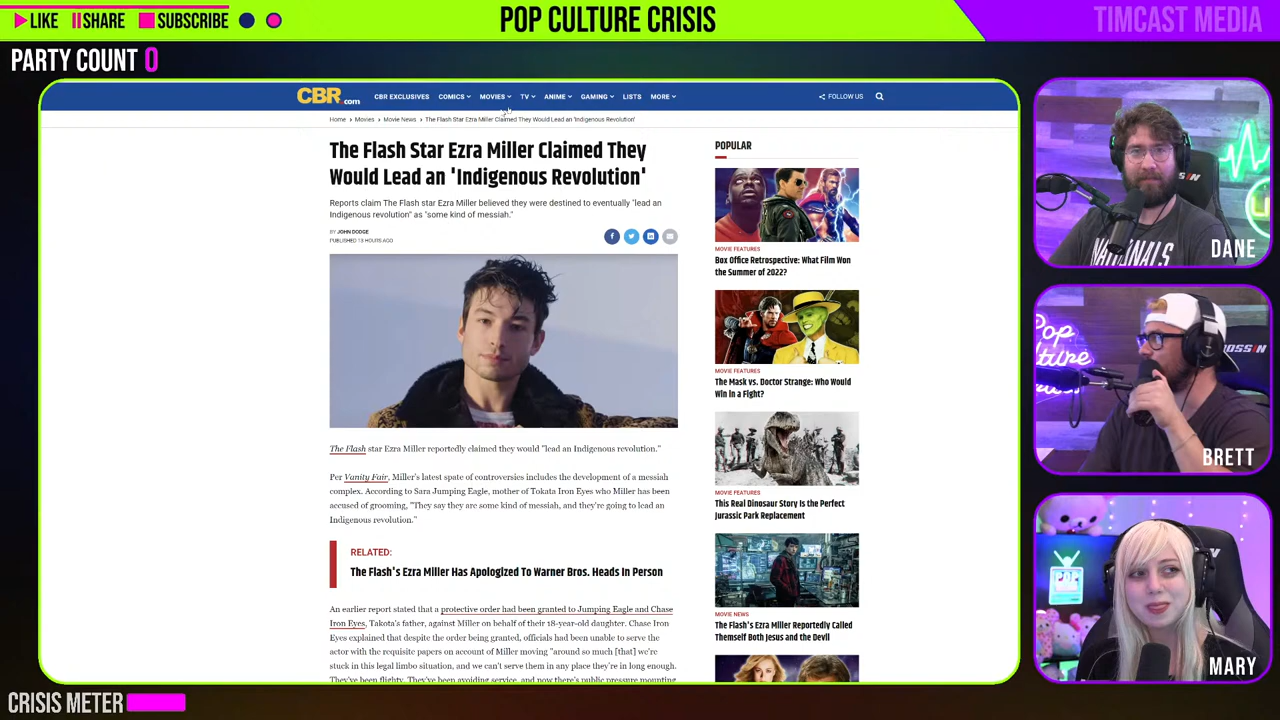 LIKE SHARE SUBSCRIBE
POP CULTURE CRISIS
TIMCAST MEDIA
PARTY COUNT 0
CBR.com
CBR EXCLUSIVES COMICS MOVIES TV ANIME GAMING LISTS MORE
FOLLOW US
Home > Movies > Movie News > The Flash Star Ezra Miller Claimed They Would Lead an 'Indigenous Revolution'
The Flash Star Ezra Miller Claimed They
Would Lead an 'Indigenous Revolution'
Reports claim The Flash star Ezra Miller believed they were destined to eventually "lead an
Indigenous revolution" as "some kind of messiah."
BY JOHN DODGE
PUBLISHED 13 HOURS AGO
The Flash star Ezra Miller reportedly claimed they would "lead an Indigenous revolution."
Per Vanity Fair, Miller's latest spate of controversies includes the development of a messiah
complex. According to Sara Jumping Eagle, mother of Tokata Iron Eyes who Miller has been
accused of grooming, "They say they are some kind of messiah, and they're going to lead an
Indigenous revolution."
RELATED:
The Flash's Ezra Miller Has Apologized To Warner Bros. Heads In Person
An earlier report stated that a protective order had been granted to Jumping Eagle and Chase
Iron Eyes, Takota's father, against Miller on behalf of their 18-year-old daughter. Chase Iron
Eyes explained that despite the order being granted, officials had been unable to serve the
actor with the requisite papers on account of Miller moving "around so much [that] we're
stuck in this legal limbo situation, and we can't serve them in any place they're in long enough.
They've been flighty. They've been avoiding service, and now there's public pressure mounting
POPULAR
MOVIE FEATURES
Box Office Retrospective: What Film Won
the Summer of 2022?
MOVIE FEATURES
The Mask vs. Doctor Strange: Who Would
Win in a Fight?
MOVIE FEATURES
This Real Dinosaur Story Is the Perfect
Jurassic Park Replacement
MOVIE NEWS
The Flash's Ezra Miller Reportedly Called
Themself Both Jesus and the Devil
NATIONALS
DANE
Pop
Culture
BRETT
MARY
CRISIS METER